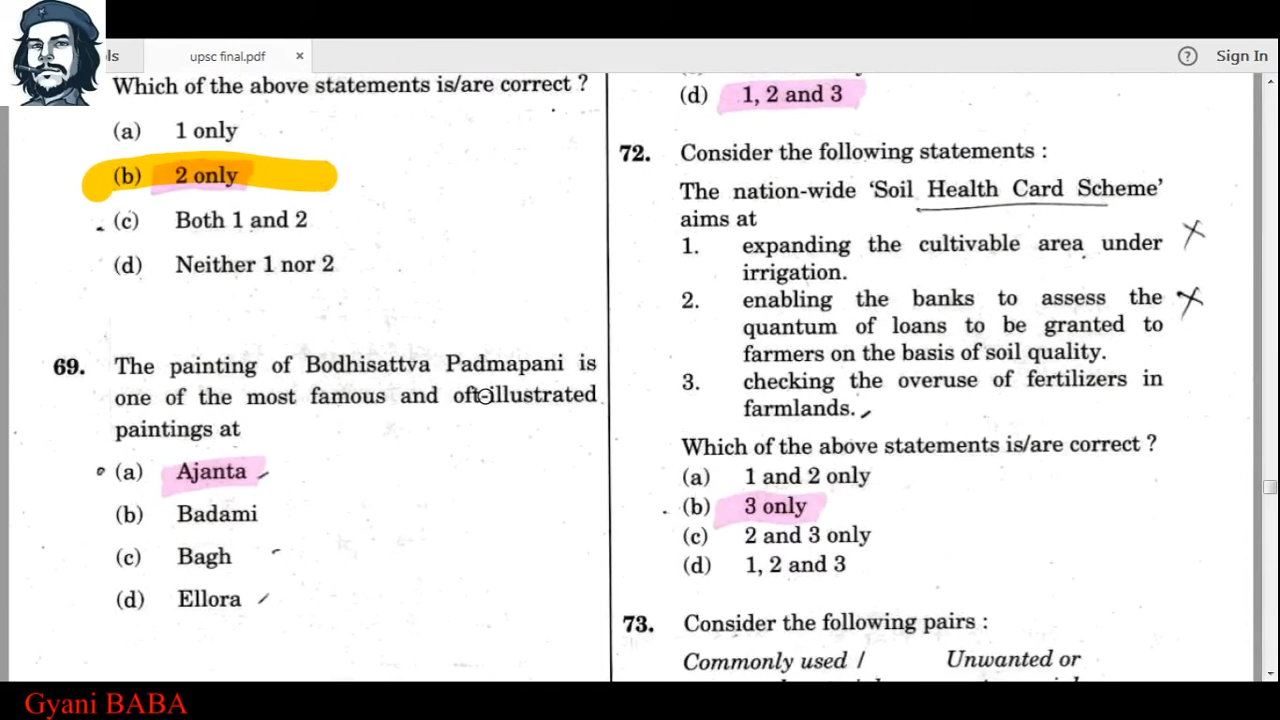 ls
upsc final.pdf
×
? Sign In
Which of the above statements is/are correct ?
(a) 1 only
(b) 2 only
(c) Both 1 and 2
(d) Neither 1 nor 2
69. The painting of Bodhisattva Padmapani is
one of the most famous and oft-illustrated
paintings at
(a) Ajanta
(b) Badami
(c) Bagh
(d) Ellora
(d) 1, 2 and 3
72. Consider the following statements :
The nation-wide ‘Soil Health Card Scheme’
aims at
1. expanding the cultivable area under
irrigation.
2. enabling the banks to assess the
quantum of loans to be granted to
farmers on the basis of soil quality.
3. checking the overuse of fertilizers in
farmlands.
Which of the above statements is/are correct ?
(a) 1 and 2 only
(b) 3 only
(c) 2 and 3 only
(d) 1, 2 and 3
73. Consider the following pairs :
Commonly used / Unwanted or
Gyani BABA